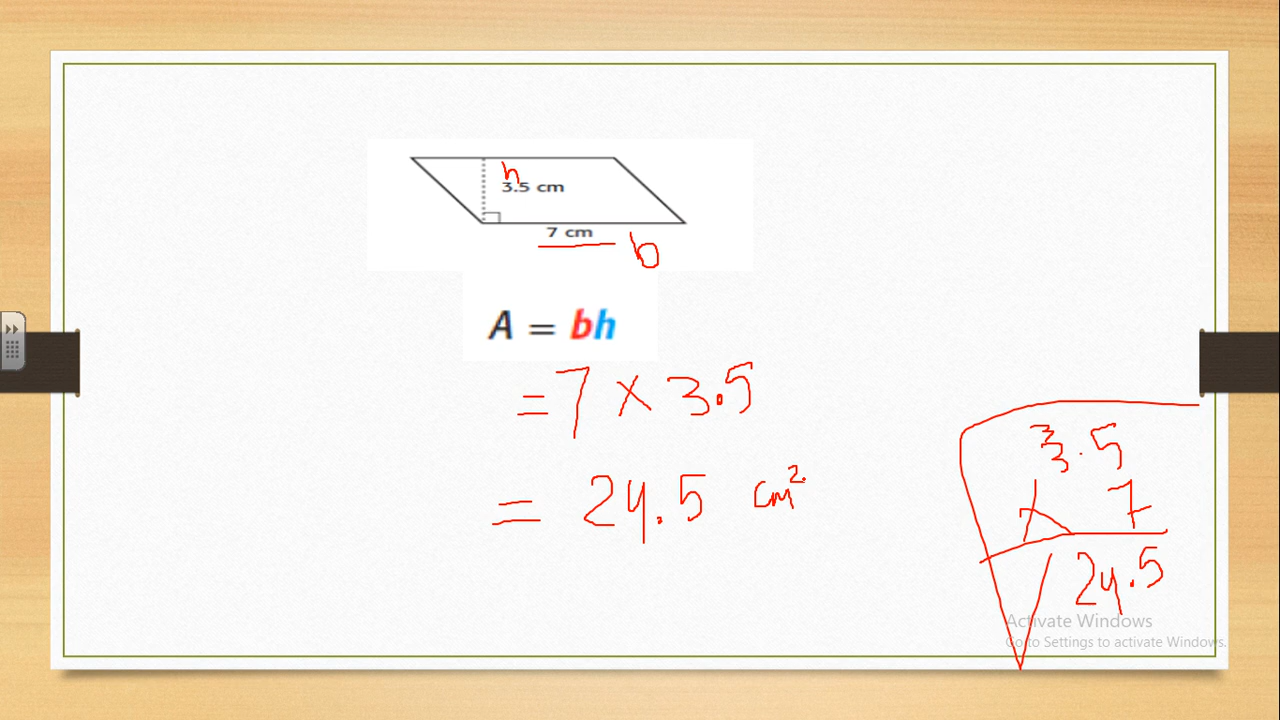 h
3.5 cm
7 cm
b
A = bh
= 7 × 3.5
= 24.5 cm²
3.5
× 7
24.5
Activate Windows
Go to Settings to activate Windows.